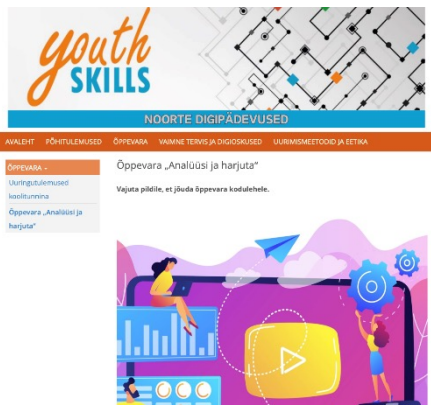 youth
SKILLS
NOORTE DIGIPÄDEVUSED
AVALEHT PÕHITULEMUSED ÕPPEVARA VAIMNE TERVIS JA DIGIOSKUSED UURIMISMEETODID JA EETIKA
ÕPPEVARA –
Uuringutulemused
koolitunnina
Õppevara „Analüüsi ja
harjuta“
Õppevara „Analüüsi ja harjuta“
Vajuta pildile, et jõuda õppevara kodulehele.